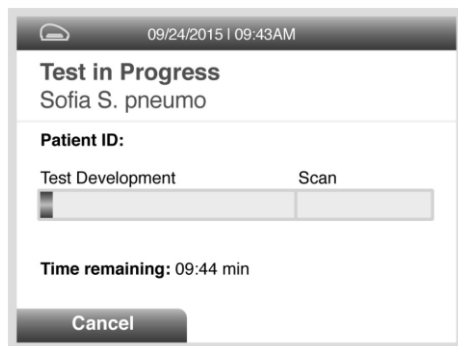 09/24/2015 | 09:43AM
Test in Progress
Sofia S. pneumo
Patient ID:
Test Development Scan
Time remaining: 09:44 min
Cancel